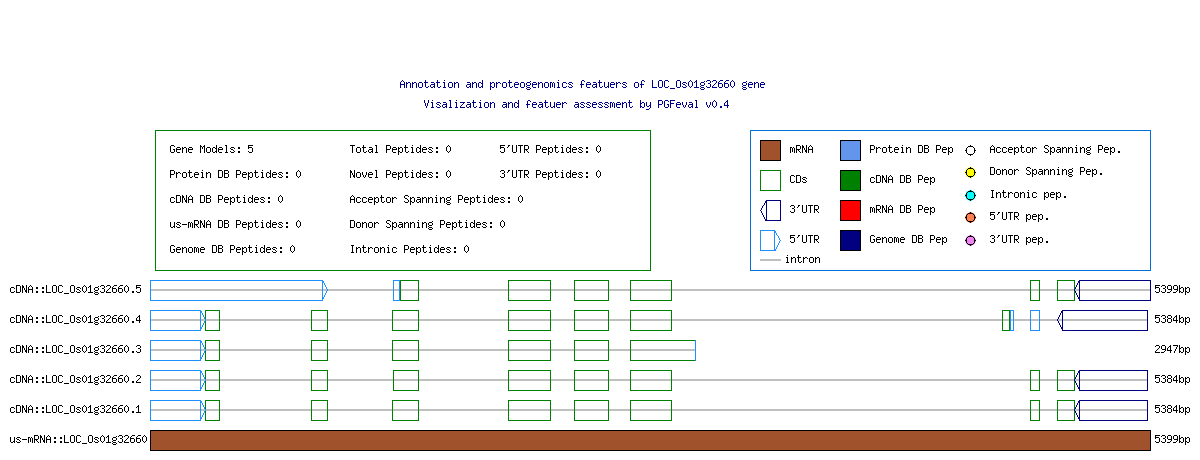 Annotation and proteogenomics featuers of LOC_Os01g32660 gene
Visalization and featuer assessment by PGFeval v0.4
Gene Models: 5 Total Peptides: 0 5'UTR Peptides: 0
Protein DB Peptides: 0 Novel Peptides: 0 3'UTR Peptides: 0
cDNA DB Peptides: 0 Acceptor Spanning Peptides: 0
us-mRNA DB Peptides: 0 Donor Spanning Peptides: 0
Genome DB Peptides: 0 Intronic Peptides: 0
mRNA Protein DB Pep Acceptor Spanning Pep.
CDs cDNA DB Pep Donor Spanning Pep.
3'UTR mRNA DB Pep Intronic pep.
5'UTR Genome DB Pep 5'UTR pep.
intron 3'UTR pep.
cDNA::LOC_Os01g32660.5 5399bp
cDNA::LOC_Os01g32660.4 5384bp
cDNA::LOC_Os01g32660.3 2947bp
cDNA::LOC_Os01g32660.2 5384bp
cDNA::LOC_Os01g32660.1 5384bp
us-mRNA::LOC_Os01g32660 5399bp